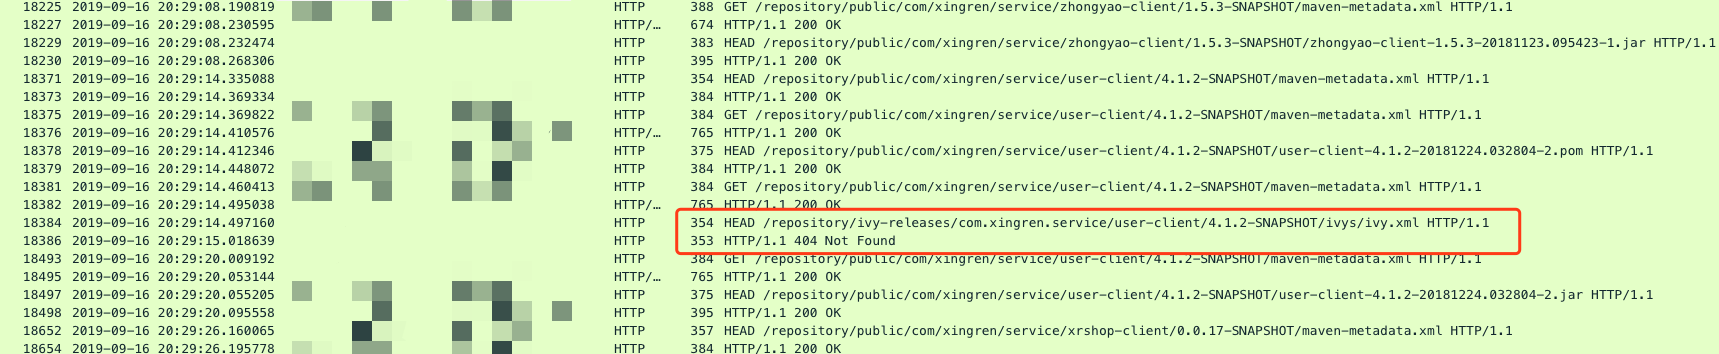 18225 2019-09-16 20:29:08.190819 HTTP 388 GET /repository/public/com/xingren/service/zhongyao-client/1.5.3-SNAPSHOT/maven-metadata.xml HTTP/1.1
18227 2019-09-16 20:29:08.230595 HTTP/… 674 HTTP/1.1 200 OK
18229 2019-09-16 20:29:08.232474 HTTP 383 HEAD /repository/public/com/xingren/service/zhongyao-client/1.5.3-SNAPSHOT/zhongyao-client-1.5.3-20181123.095423-1.jar HTTP/1.1
18230 2019-09-16 20:29:08.268306 HTTP 395 HTTP/1.1 200 OK
18371 2019-09-16 20:29:14.335088 HTTP 354 HEAD /repository/public/com/xingren/service/user-client/4.1.2-SNAPSHOT/maven-metadata.xml HTTP/1.1
18373 2019-09-16 20:29:14.369334 HTTP 384 HTTP/1.1 200 OK
18375 2019-09-16 20:29:14.369822 HTTP 384 GET /repository/public/com/xingren/service/user-client/4.1.2-SNAPSHOT/maven-metadata.xml HTTP/1.1
18376 2019-09-16 20:29:14.410576 HTTP/… 765 HTTP/1.1 200 OK
18378 2019-09-16 20:29:14.412346 HTTP 375 HEAD /repository/public/com/xingren/service/user-client/4.1.2-SNAPSHOT/user-client-4.1.2-20181224.032804-2.pom HTTP/1.1
18379 2019-09-16 20:29:14.448072 HTTP 384 HTTP/1.1 200 OK
18381 2019-09-16 20:29:14.460413 HTTP 384 GET /repository/public/com/xingren/service/user-client/4.1.2-SNAPSHOT/maven-metadata.xml HTTP/1.1
18382 2019-09-16 20:29:14.495038 HTTP/… 765 HTTP/1.1 200 OK
18384 2019-09-16 20:29:14.497160 HTTP 354 HEAD /repository/ivy-releases/com.xingren.service/user-client/4.1.2-SNAPSHOT/ivys/ivy.xml HTTP/1.1
18386 2019-09-16 20:29:15.018639 HTTP 353 HTTP/1.1 404 Not Found
18493 2019-09-16 20:29:20.009192 HTTP 384 GET /repository/public/com/xingren/service/user-client/4.1.2-SNAPSHOT/maven-metadata.xml HTTP/1.1
18495 2019-09-16 20:29:20.053144 HTTP/… 765 HTTP/1.1 200 OK
18497 2019-09-16 20:29:20.055205 HTTP 375 HEAD /repository/public/com/xingren/service/user-client/4.1.2-SNAPSHOT/user-client-4.1.2-20181224.032804-2.jar HTTP/1.1
18498 2019-09-16 20:29:20.095558 HTTP 395 HTTP/1.1 200 OK
18652 2019-09-16 20:29:26.160065 HTTP 357 HEAD /repository/public/com/xingren/service/xrshop-client/0.0.17-SNAPSHOT/maven-metadata.xml HTTP/1.1
18654 2019-09-16 20:29:26.195778 HTTP 384 HTTP/1.1 200 OK